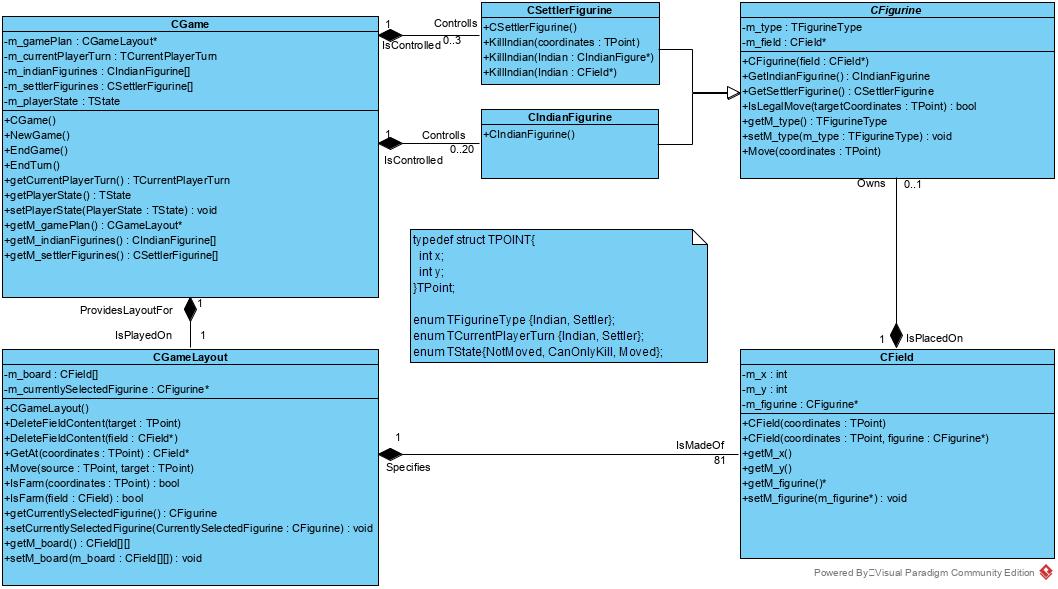 CGame
-m_gamePlan : CGameLayout*
-m_currentPlayerTurn : TCurrentPlayerTurn
-m_indianFigurines : CIndianFigurine[]
-m_settlerFigurines : CSettlerFigurine[]
-m_playerState : TState
+CGame()
+NewGame()
+EndGame()
+EndTurn()
+getCurrentPlayerTurn() : TCurrentPlayerTurn
+getPlayerState() : TState
+setPlayerState(PlayerState : TState) : void
+getM_gamePlan() : CGameLayout*
+getM_indianFigurines() : CIndianFigurine[]
+getM_settlerFigurines() : CSettlerFigurine[]
1
Controlls
IsControlled
0..3
1
Controlls
IsControlled
0..20
CSettlerFigurine
+CSettlerFigurine()
+KillIndian(coordinates : TPoint)
+KillIndian(Indian : CIndianFigure*)
+KillIndian(Indian : CField*)
CIndianFigurine
+CIndianFigurine()
CFigurine
-m_type : TFigurineType
-m_field : CField*
+CFigurine(field : CField*)
+GetIndianFigurine() : CIndianFigurine
+GetSettlerFigurine() : CSettlerFigurine
+IsLegalMove(targetCoordinates : TPoint) : bool
+getM_type() : TFigurineType
+setM_type(m_type : TFigurineType) : void
+Move(coordinates : TPoint)
Owns
0..1
typedef struct TPOINT{
int x;
int y;
}TPoint;
enum TFigurineType {Indian, Settler};
enum TCurrentPlayerTurn {Indian, Settler};
enum TState{NotMoved, CanOnlyKill, Moved};
ProvidesLayoutFor
1
IsPlayedOn
1
1
IsPlacedOn
CGameLayout
-m_board : CField[]
-m_currentlySelectedFigurine : CFigurine*
+CGameLayout()
+DeleteFieldContent(target : TPoint)
+DeleteFieldContent(field : CField*)
+GetAt(coordinates : TPoint) : CField*
+Move(source : TPoint, target : TPoint)
+IsFarm(coordinates : TPoint) : bool
+IsFarm(field : CField) : bool
+getCurrentlySelectedFigurine() : CFigurine
+setCurrentlySelectedFigurine(CurrentlySelectedFigurine : CFigurine) : void
+getM_board() : CField[][]
+setM_board(m_board : CField[][]) : void
1
Specifies
IsMadeOf
81
CField
-m_x : int
-m_y : int
-m_figurine : CFigurine*
+CField(coordinates : TPoint)
+CField(coordinates : TPoint, figurine : CFigurine*)
+getM_x()
+getM_y()
+getM_figurine()*
+setM_figurine(m_figurine*) : void
Powered By Visual Paradigm Community Edition